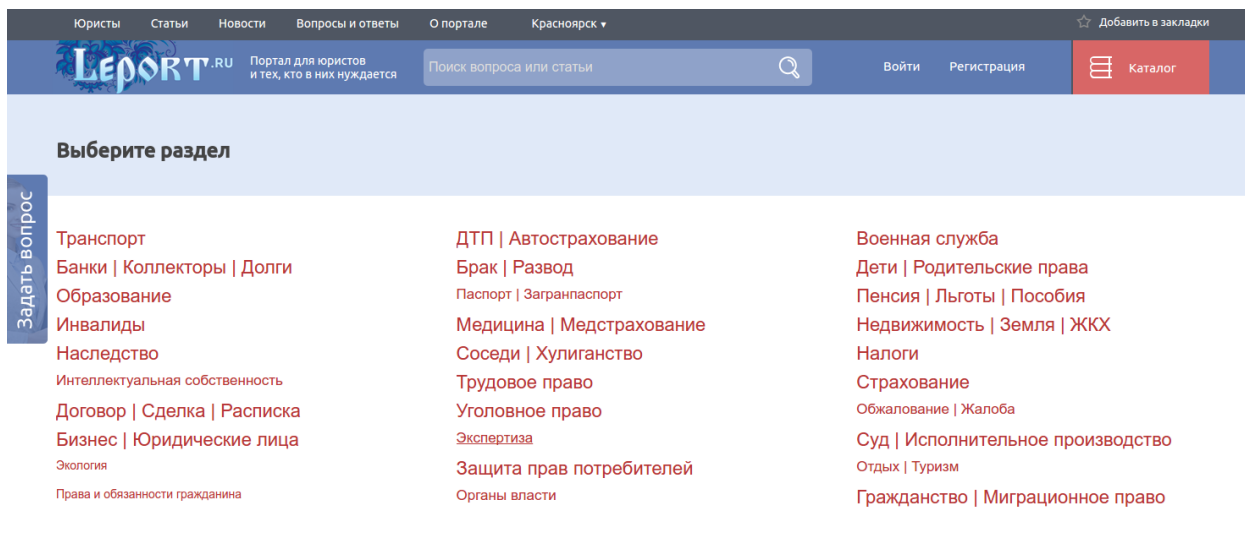 Юристы Статьи Новости Вопросы и ответы О портале Красноярск ▾ Добавить в закладки
LEPORT.RU
Портал для юристов
и тех, кто в них нуждается
Поиск вопроса или статьи
Войти Регистрация Каталог
Выберите раздел
Задать вопрос
Транспорт
Банки | Коллекторы | Долги
Образование
Инвалиды
Наследство
Интеллектуальная собственность
Договор | Сделка | Расписка
Бизнес | Юридические лица
Экология
Права и обязанности гражданина
ДТП | Автострахование
Брак | Развод
Паспорт | Загранпаспорт
Медицина | Медстрахование
Соседи | Хулиганство
Трудовое право
Уголовное право
Экспертиза
Защита прав потребителей
Органы власти
Военная служба
Дети | Родительские права
Пенсия | Льготы | Пособия
Недвижимость | Земля | ЖКХ
Налоги
Страхование
Обжалование | Жалоба
Суд | Исполнительное производство
Отдых | Туризм
Гражданство | Миграционное право